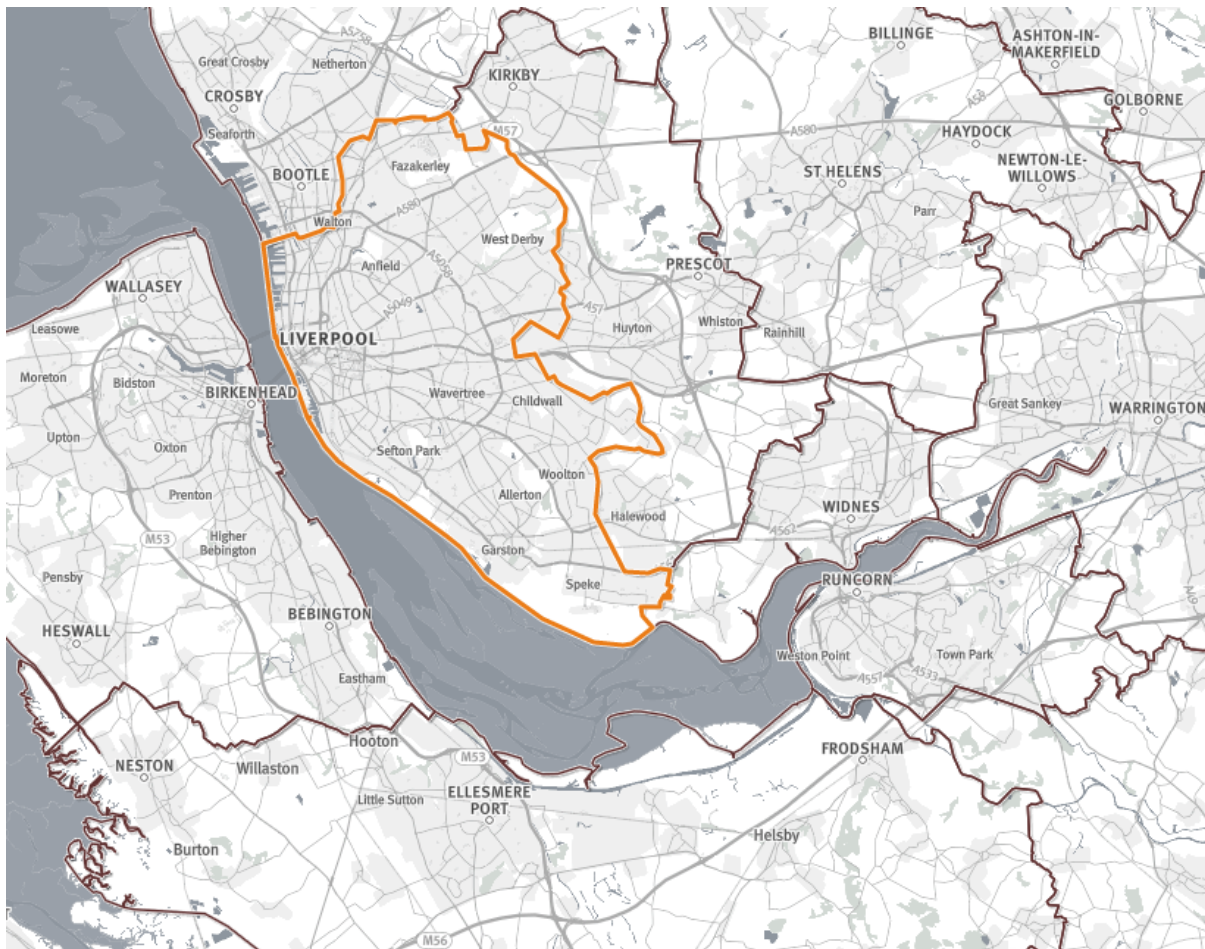 A5758
BILLINGE
ASHTON-IN-
MAKERFIELD
Great Crosby
Netherton
KIRKBY
CROSBY
A58
GOLBORNE
Seaforth
M57
A580
HAYDOCK
BOOTLE
Fazakerley
ST HELENS
NEWTON-LE-
WILLOWS
A580
Walton
Parr
West Derby
A5058
Anfield
PRESCOT
WALLASEY
A5049
A57
Leasowe
LIVERPOOL
Huyton
Whiston
Rainhill
Moreton
Bidston
BIRKENHEAD
Wavertree
Childwall
Great Sankey
WARRINGTON
Upton
Oxton
Sefton Park
Woolton
Prenton
Allerton
Halewood
WIDNES
A562
M53
Higher
Bebington
Garston
Pensby
Speke
RUNCORN
A49
BEBINGTON
HESWALL
Weston Point
Town Park
Eastham
A557
A533
Hooton
FRODSHAM
M53
NESTON
Willaston
Little Sutton
ELLESMERE
PORT
Helsby
Burton
M56